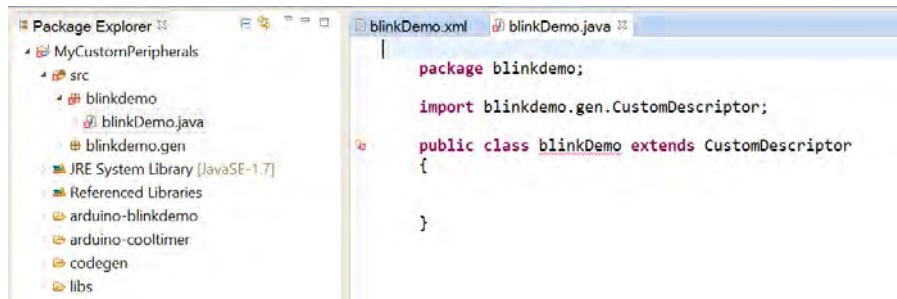 Package Explorer
MyCustomPeripherals
src
blinkdemo
blinkDemo.java
blinkdemo.gen
JRE System Library [JavaSE-1.7]
Referenced Libraries
arduino-blinkdemo
arduino-cooltimer
codegen
libs
blinkDemo.xml blinkDemo.java
package blinkdemo;
import blinkdemo.gen.CustomDescriptor;
public class blinkDemo extends CustomDescriptor
{
}